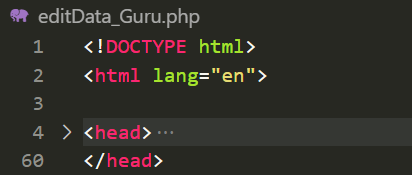 editData_Guru.php
1 <!DOCTYPE html>
2 <html lang="en">
3
4 > <head>···
60 </head>